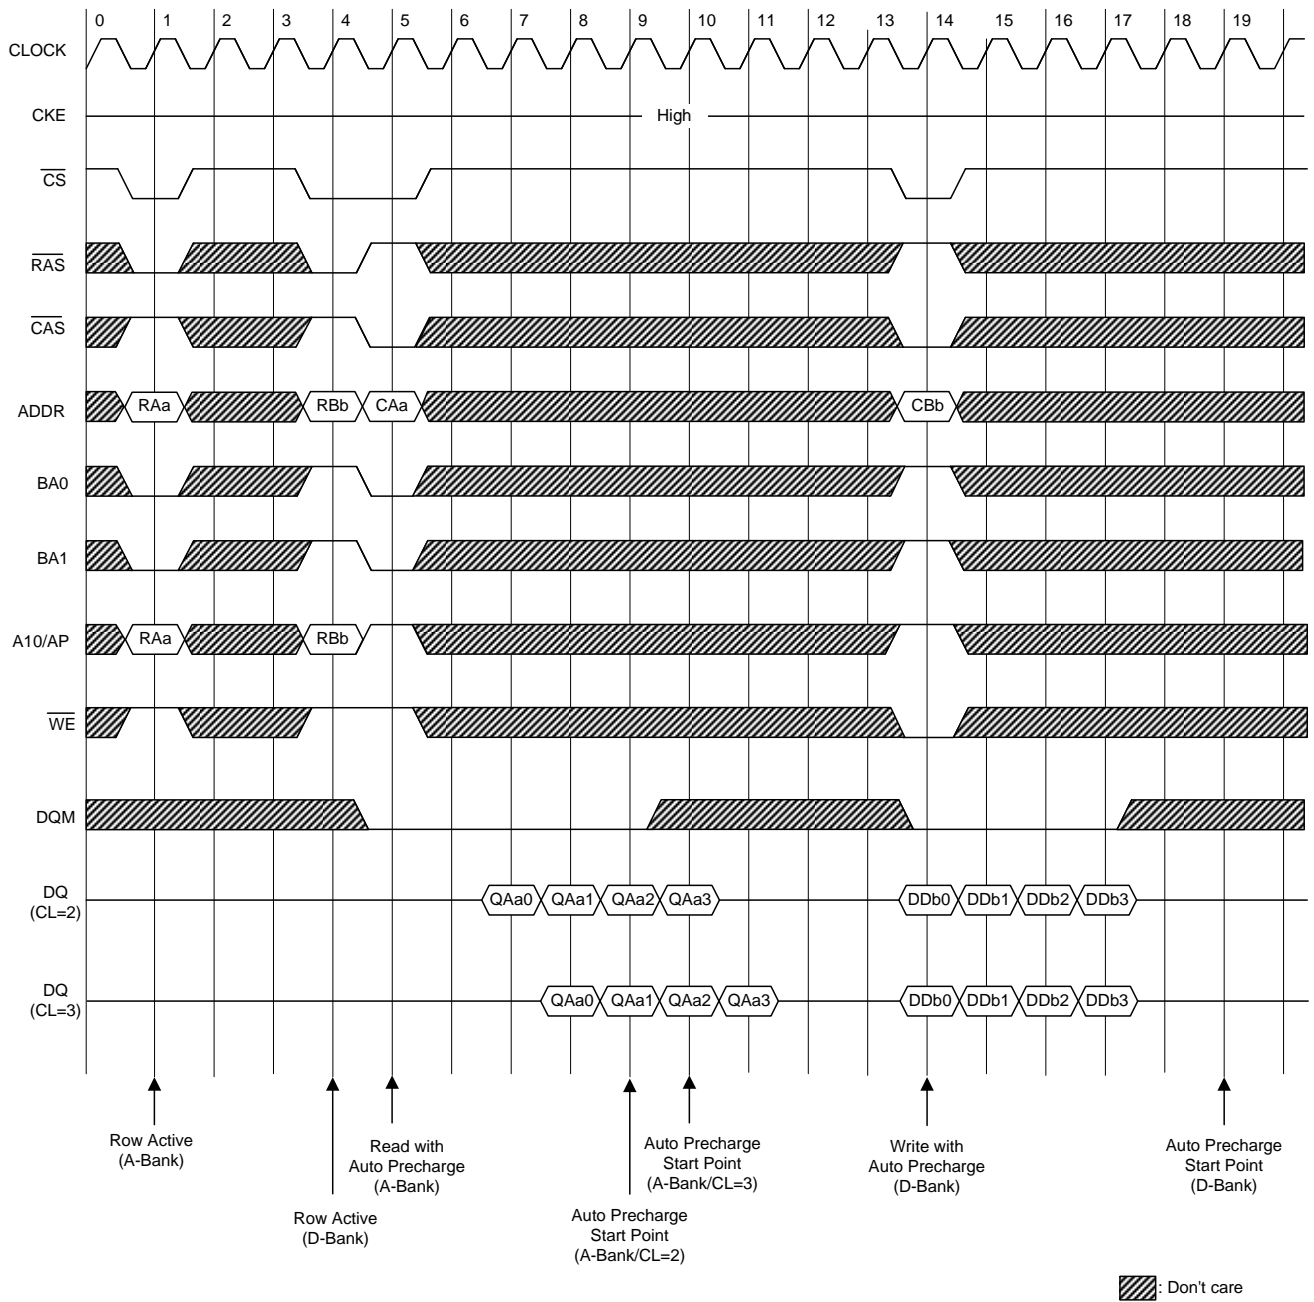 0 1 2 3 4 5 6 7 8 9 10 11 12 13 14 15 16 17 18 19
CLOCK
CKE
High
CS
RAS
CAS
ADDR
RAa RBb CAa CBb
BA0
BA1
A10/AP
RAa RBb
WE
DQM
DQ
(CL=2)
QAa0 QAa1 QAa2 QAa3 DDb0 DDb1 DDb2 DDb3
DQ
(CL=3)
QAa0 QAa1 QAa2 QAa3 DDb0 DDb1 DDb2 DDb3
Row Active
(A-Bank)
Row Active
(D-Bank)
Read with
Auto Precharge
(A-Bank)
Auto Precharge
Start Point
(A-Bank/CL=2)
Auto Precharge
Start Point
(A-Bank/CL=3)
Write with
Auto Precharge
(D-Bank)
Auto Precharge
Start Point
(D-Bank)
: Don't care